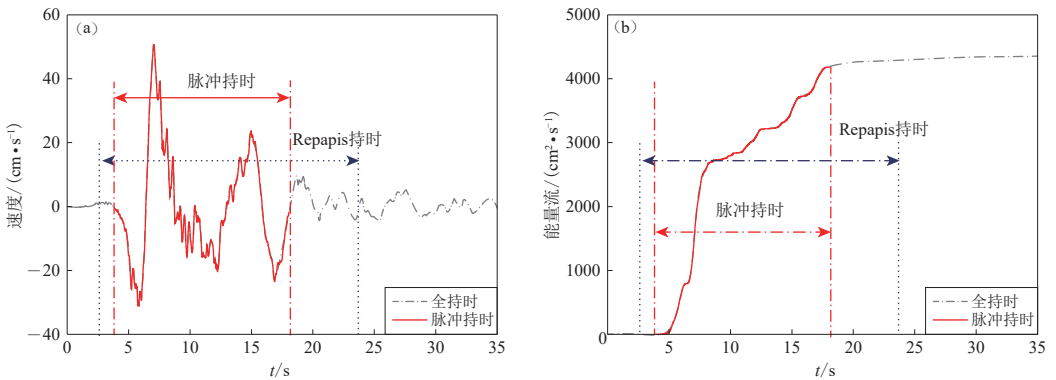 (a)
60
40
20
0
−20
−40
速度/(cm•s⁻¹)
脉冲持时
Repapis持时
全持时
脉冲持时
0 5 10 15 20 25 30 35
t/s
(b)
5000
4000
3000
2000
1000
0
能量流/(cm²•s⁻¹)
Repapis持时
脉冲持时
全持时
脉冲持时
5 10 15 20 25 30 35
t/s